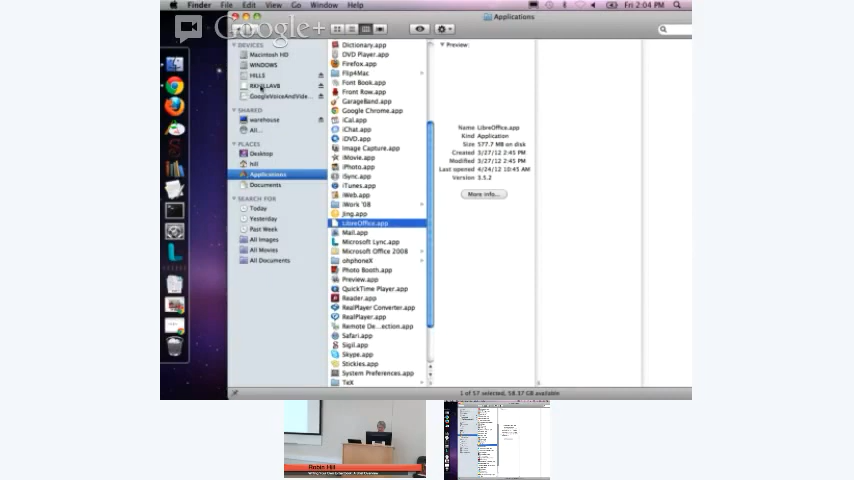 Finder File Edit View Go Window Help
Fri 2:04 PM
Google+
Applications
DEVICES
Macintosh HD
WINDOWS
HILLS
GoogleVoiceAndVide...
SHARED
warehouse
All...
PLACES
Desktop
hill
Applications
Documents
SEARCH FOR
Today
Yesterday
Past Week
All Images
All Movies
All Documents
Dictionary.app
DVD Player.app
Firefox.app
Flip4Mac
Font Book.app
Front Row.app
GarageBand.app
Google Chrome.app
iCal.app
iChat.app
iDVD.app
Image Capture.app
iMovie.app
iPhoto.app
iSync.app
iTunes.app
iWeb.app
iWork '08
Jing.app
LibreOffice.app
Mail.app
Microsoft Lync.app
Microsoft Office 2008
ohphoneX
Photo Booth.app
Preview.app
QuickTime Player.app
Reader.app
RealPlayer Converter.app
RealPlayer.app
Remote De...ection.app
Safari.app
Sigil.app
Skype.app
Stickies.app
System Preferences.app
TeX
Preview:
Name LibreOffice.app
Kind Application
Size 577.7 MB on disk
Created 3/27/12 2:45 PM
Modified 3/27/12 2:45 PM
Last opened 4/24/12 10:45 AM
Version 3.5.2
More info...
1 of 57 selected, 58.37 GB available
Robin Hill